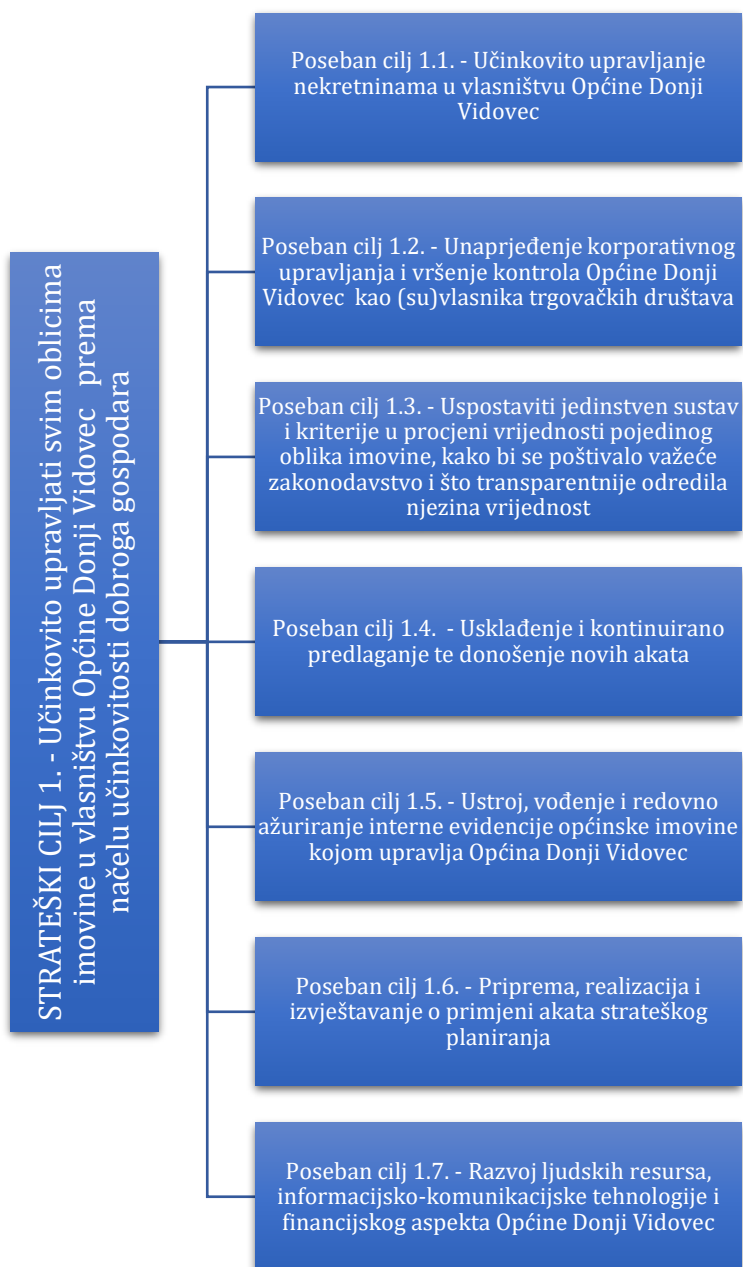 STRATEŠKI CILJ 1. - Učinkovito upravljati svim oblicima
imovine u vlasništvu Općine Donji Vidovec prema
načelu učinkovitosti dobroga gospodara
Poseban cilj 1.1. - Učinkovito upravljanje
nekretninama u vlasništvu Općine Donji
Vidovec
Poseban cilj 1.2. - Unaprjeđenje korporativnog
upravljanja i vršenje kontrola Općine Donji
Vidovec kao (su)vlasnika trgovačkih društava
Poseban cilj 1.3. - Uspostaviti jedinstven sustav
i kriterije u procjeni vrijednosti pojedinog
oblika imovine, kako bi se poštivalo važeće
zakonodavstvo i što transparentnije odredila
njezina vrijednost
Poseban cilj 1.4. - Usklađenje i kontinuirano
predlaganje te donošenje novih akata
Poseban cilj 1.5. - Ustroj, vođenje i redovno
ažuriranje interne evidencije općinske imovine
kojom upravlja Općina Donji Vidovec
Poseban cilj 1.6. - Priprema, realizacija i
izvještavanje o primjeni akata strateškog
planiranja
Poseban cilj 1.7. - Razvoj ljudskih resursa,
informacijsko-komunikacijske tehnologije i
financijskog aspekta Općine Donji Vidovec